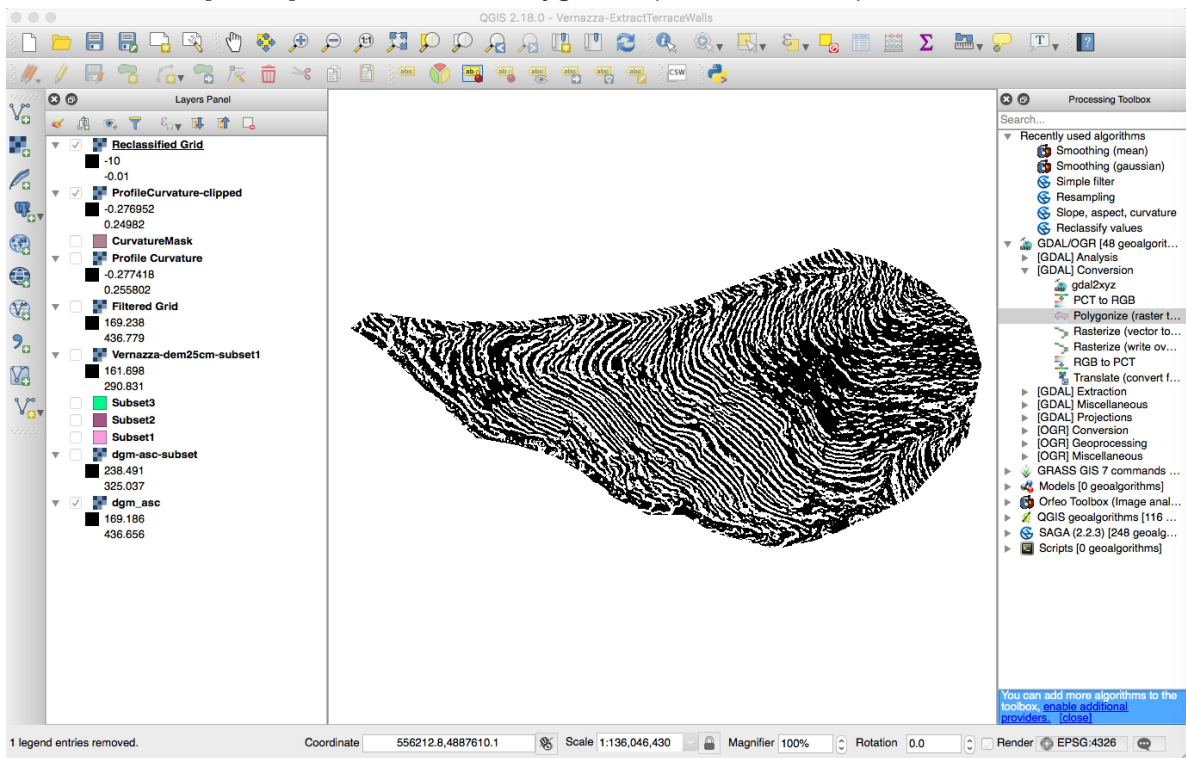 QGIS 2.18.0 - Vernazza-ExtractTerraceWalls
Layers Panel
Reclassified Grid
-10
-0.01
ProfileCurvature-clipped
-0.276952
0.24982
CurvatureMask
Profile Curvature
-0.277418
0.255802
Filtered Grid
169.238
436.779
Vernazza-dem25cm-subset1
161.698
290.831
Subset3
Subset2
Subset1
dgm-asc-subset
238.491
325.037
dgm_asc
169.186
436.656
Processing Toolbox
Search...
Recently used algorithms
Smoothing (mean)
Smoothing (gaussian)
Simple filter
Resampling
Slope, aspect, curvature
Reclassify values
GDAL/OGR [48 geoalgorit...
[GDAL] Analysis
[GDAL] Conversion
gdal2xyz
PCT to RGB
Polygonize (raster t...
Rasterize (vector to...
Rasterize (write ov...
RGB to PCT
Translate (convert f...
[GDAL] Extraction
[GDAL] Miscellaneous
[GDAL] Projections
[OGR] Conversion
[OGR] Geoprocessing
[OGR] Miscellaneous
GRASS GIS 7 commands ...
Models [0 geoalgorithms]
Orfeo Toolbox (Image anal...
QGIS geoalgorithms [116 ...
SAGA (2.2.3) [248 geoalg...
Scripts [0 geoalgorithms]
You can add more algorithms to the
toolbox, enable additional
providers. [close]
1 legend entries removed.
Coordinate 556212.8,4887610.1 Scale 1:136,046,430 Magnifier 100% Rotation 0.0 Render EPSG:4326